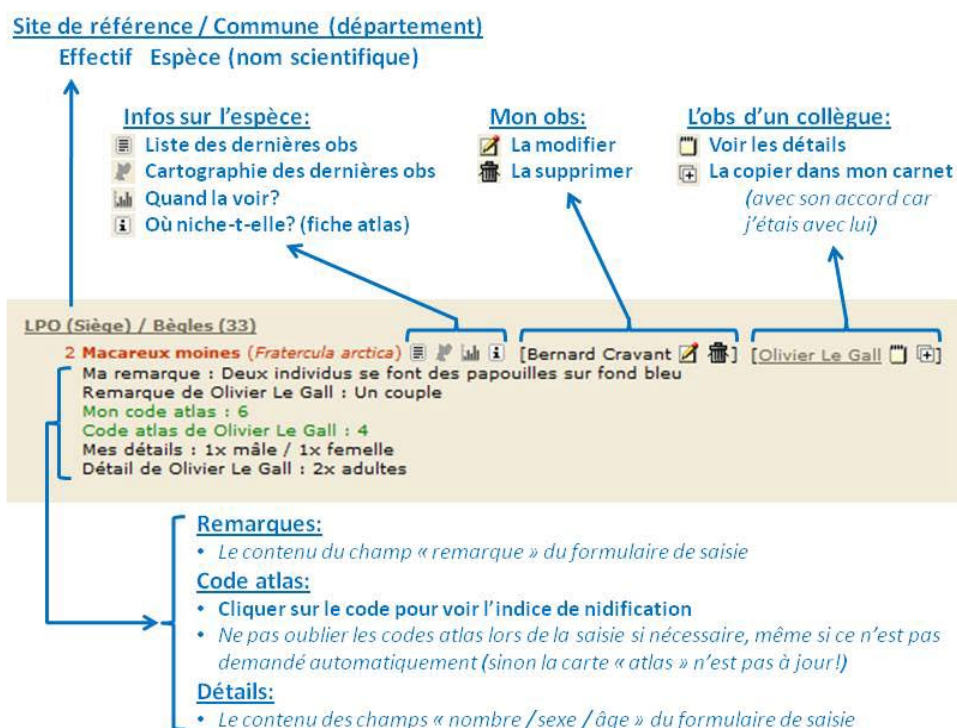 Site de référence / Commune (département)
Effectif Espèce (nom scientifique)
Infos sur l'espèce:
Liste des dernières obs
Cartographie des dernières obs
Quand la voir?
Où niche-t-elle? (fiche atlas)
Mon obs:
La modifier
La supprimer
L'obs d'un collègue:
Voir les détails
La copier dans mon carnet
(avec son accord car
j'étais avec lui)
LPO (Siège) / Bègles (33)
2 Macareux moines (Fratercula arctica) [Bernard Cravant ] [Olivier Le Gall ]
Ma remarque : Deux individus se font des papouilles sur fond bleu
Remarque de Olivier Le Gall : Un couple
Mon code atlas : 6
Code atlas de Olivier Le Gall : 4
Mes détails : 1x mâle / 1x femelle
Détail de Olivier Le Gall : 2x adultes
Remarques:
• Le contenu du champ « remarque » du formulaire de saisie
Code atlas:
• Cliquer sur le code pour voir l'indice de nidification
• Ne pas oublier les codes atlas lors de la saisie si nécessaire, même si ce n'est pas
demandé automatiquement (sinon la carte « atlas » n'est pas à jour!)
Détails:
• Le contenu des champs « nombre / sexe / âge » du formulaire de saisie